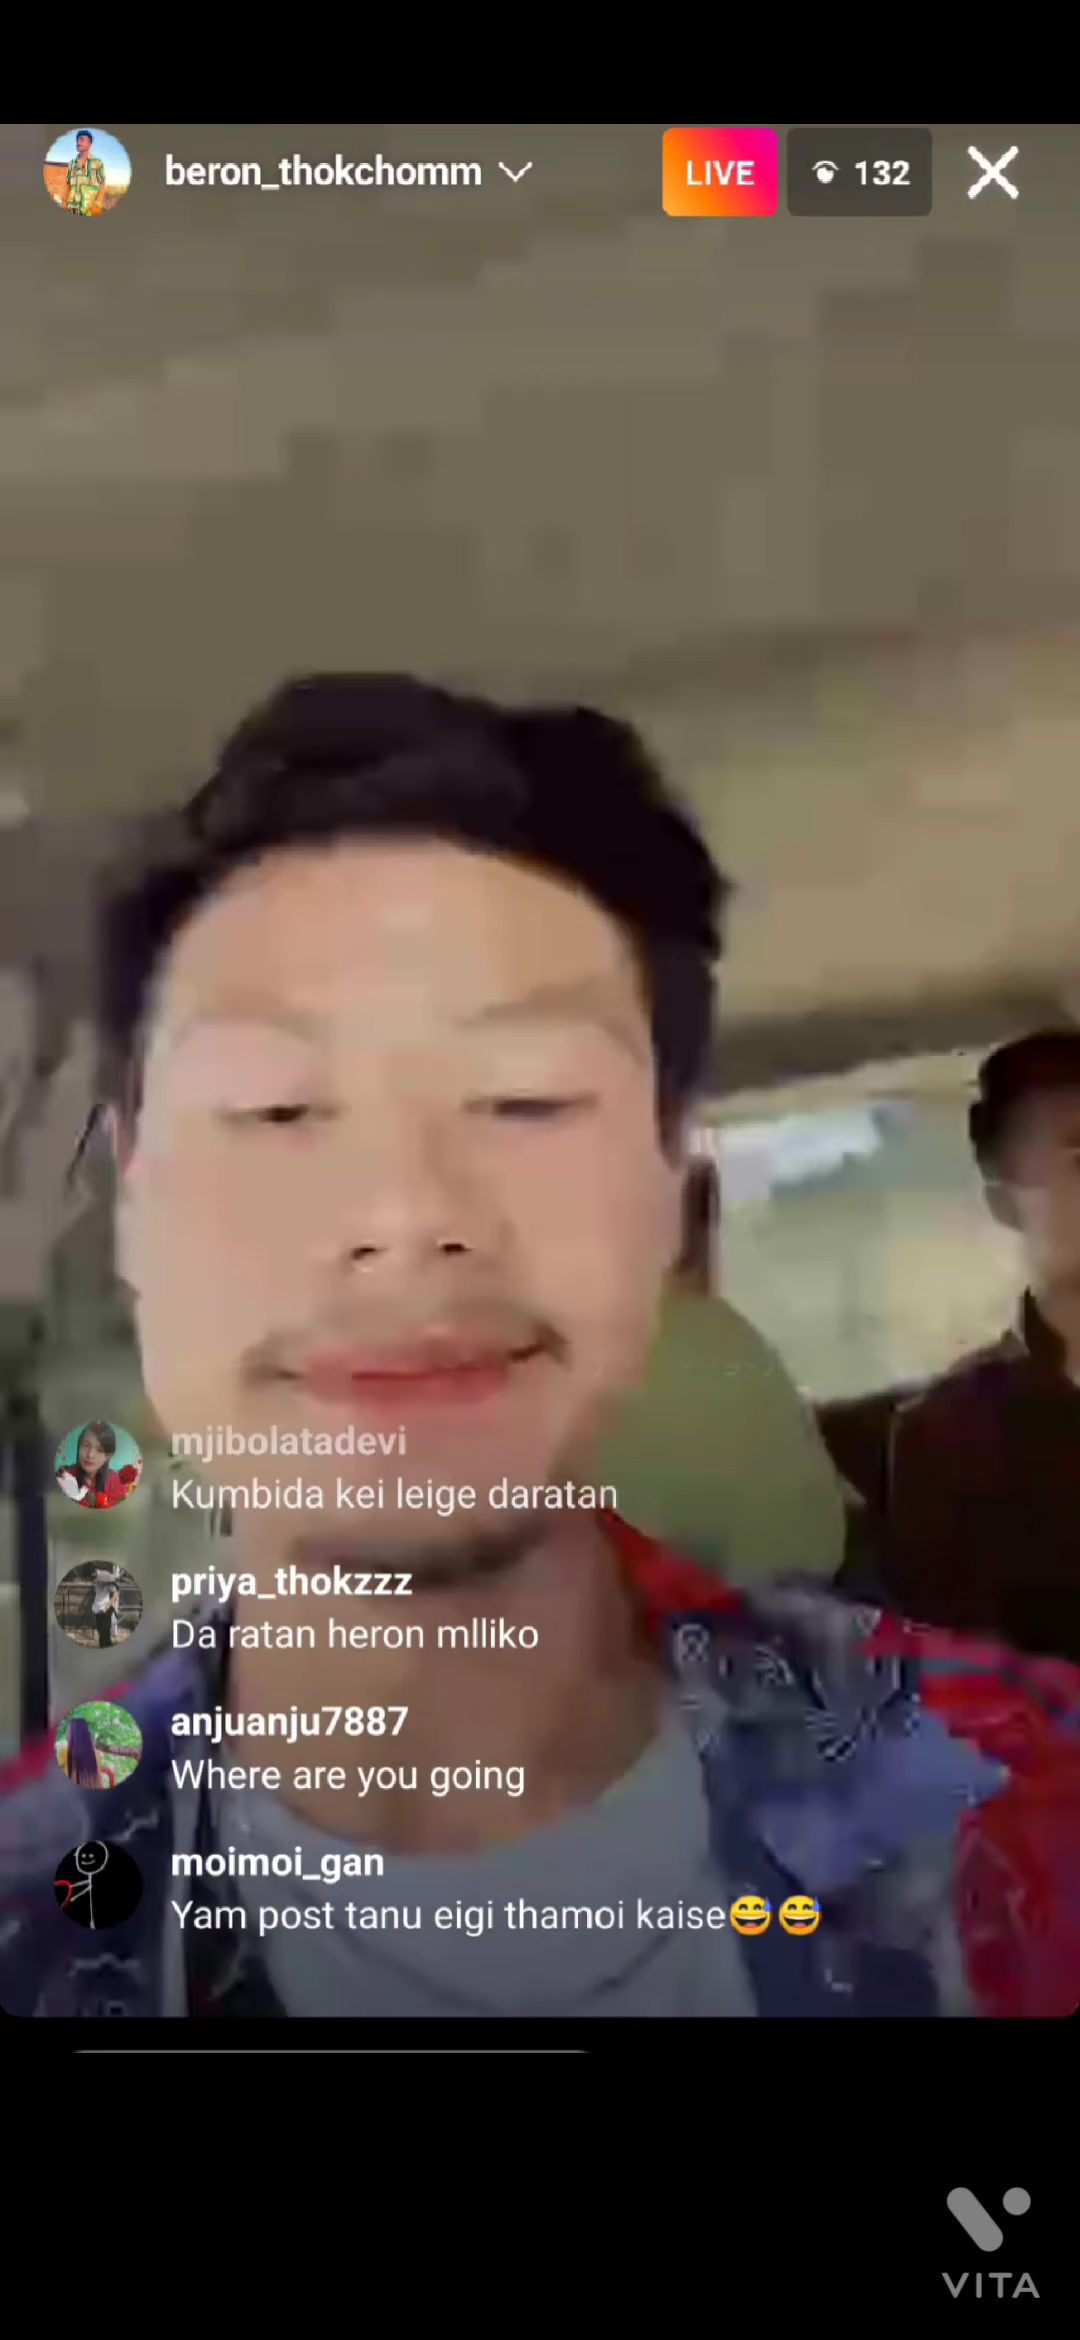 beron_thokchomm
LIVE
132
mjibolatadevi
Kumbida kei leige daratan
priya_thokzzz
Da ratan heron mlliko
anjuanju7887
Where are you going
moimoi_gan
Yam post tanu eigi thamoi kaise😅😅
VITA